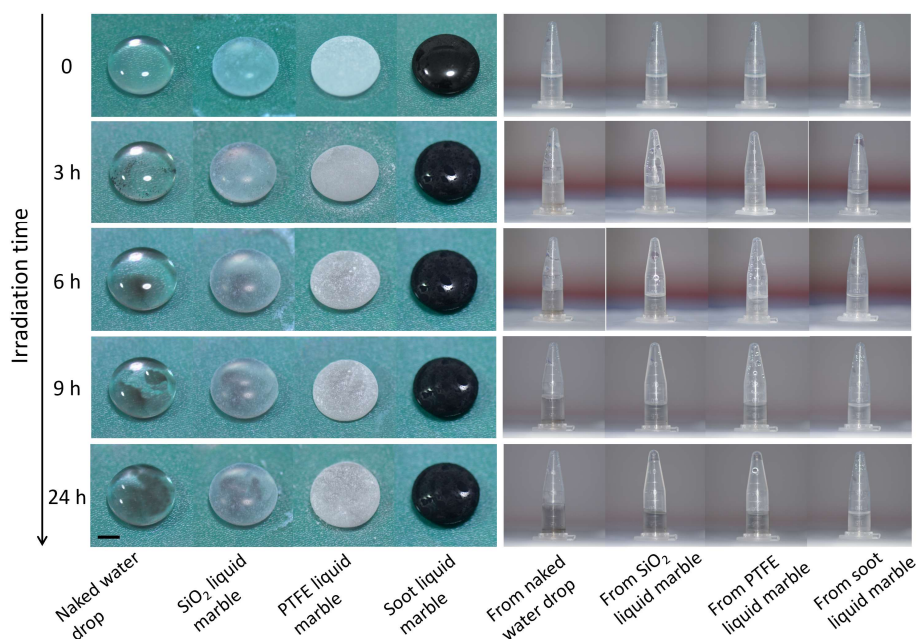 Irradiation time
0
3 h
6 h
9 h
24 h
Naked water
drop
SiO₂ liquid
marble
PTFE liquid
marble
Soot liquid
marble
From naked
water drop
From SiO₂
liquid marble
From PTFE
liquid marble
From soot
liquid marble